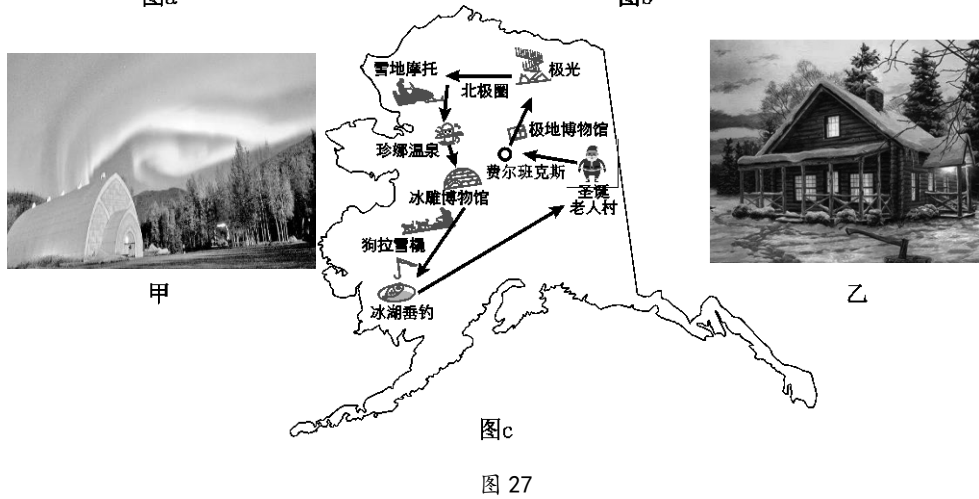 图a
图b
雪地摩托
极光
北极圈
极地博物馆
珍娜温泉
费尔班克斯
圣诞
老人村
冰雕博物馆
狗拉雪橇
冰湖垂钓
甲
乙
图c
图 27